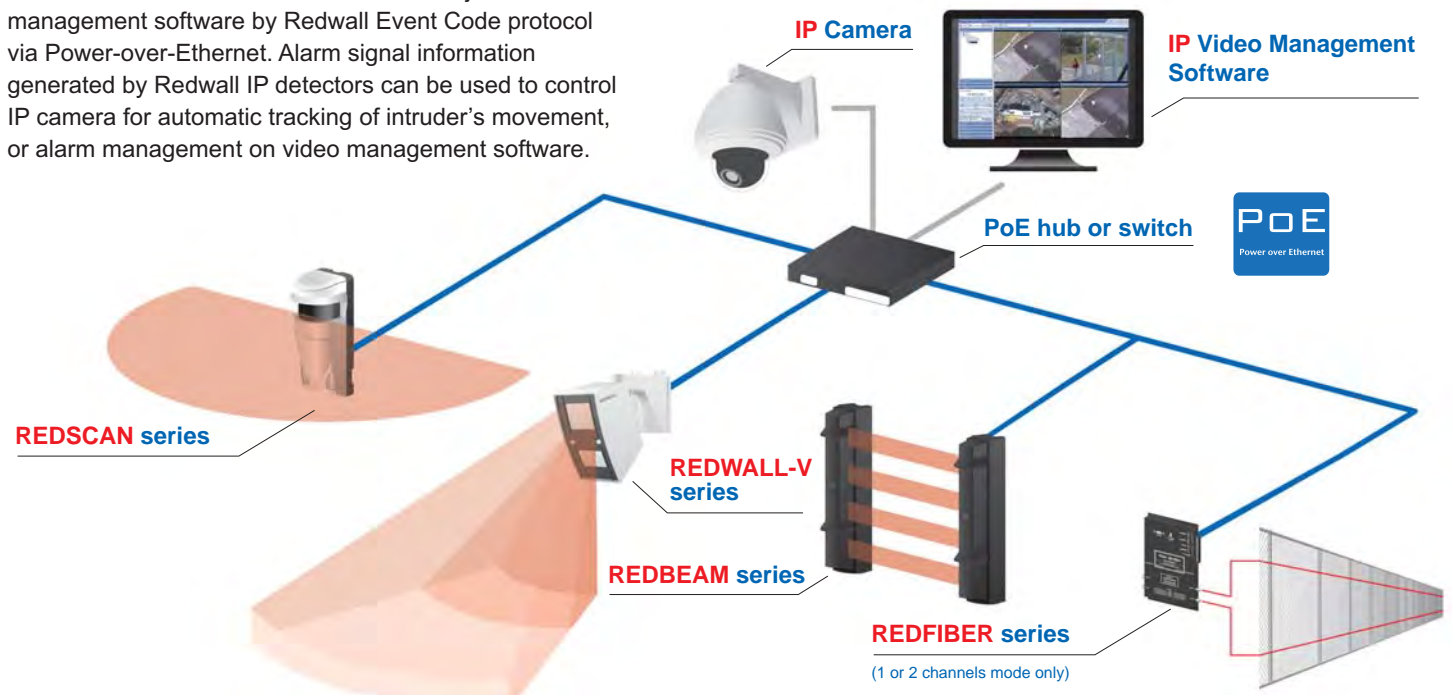 management software by Redwall Event Code protocol
via Power-over-Ethernet. Alarm signal information
generated by Redwall IP detectors can be used to control
IP camera for automatic tracking of intruder's movement,
or alarm management on video management software.
IP Camera
IP Video Management
Software
PoE hub or switch
PoE
Power over Ethernet
REDSCAN series
REDWALL-V
series
REDBEAM series
REDFIBER series
(1 or 2 channels mode only)